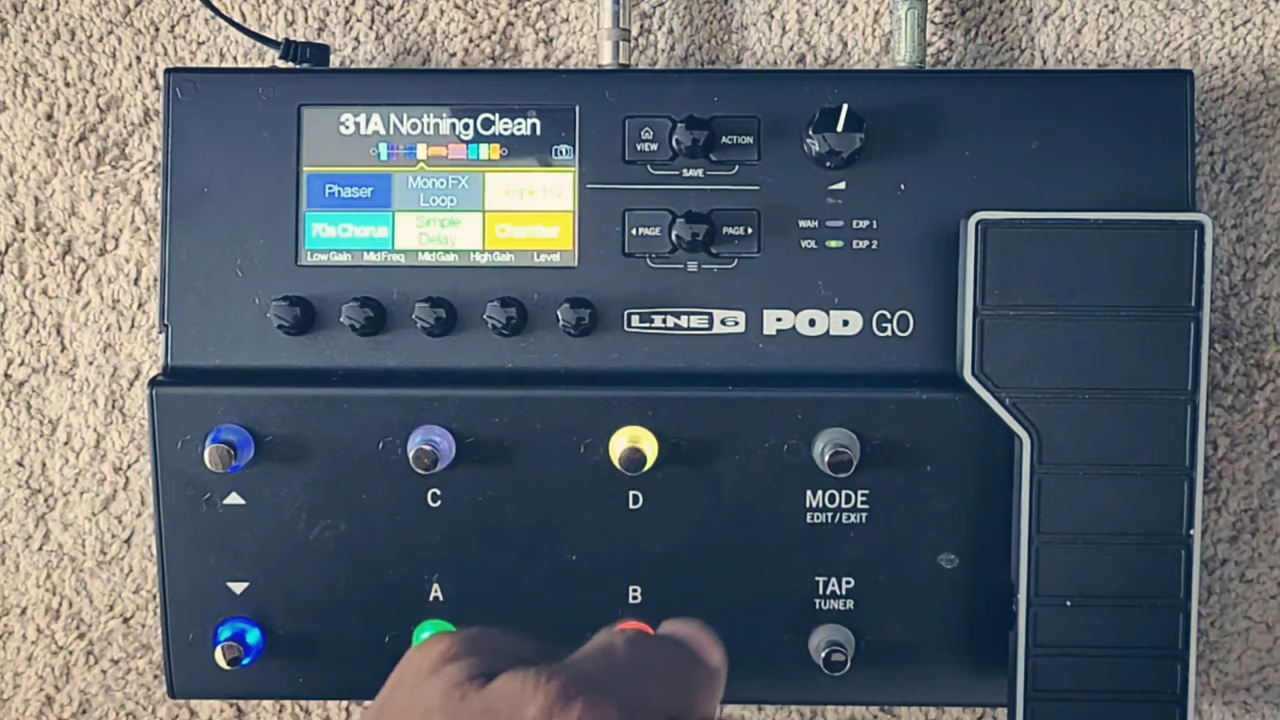 31A Nothing Clean
Phaser
Mono FX
Loop
Simple EQ
70s Chorus
Simple
Delay
Chamber
Low Gain Mid Freq Mid Gain High Gain Level
VIEW
ACTION
SAVE
PAGE
PAGE
WAH EXP 1
VOL EXP 2
LINE 6 POD GO
C
D
MODE
EDIT / EXIT
A
B
TAP
TUNER